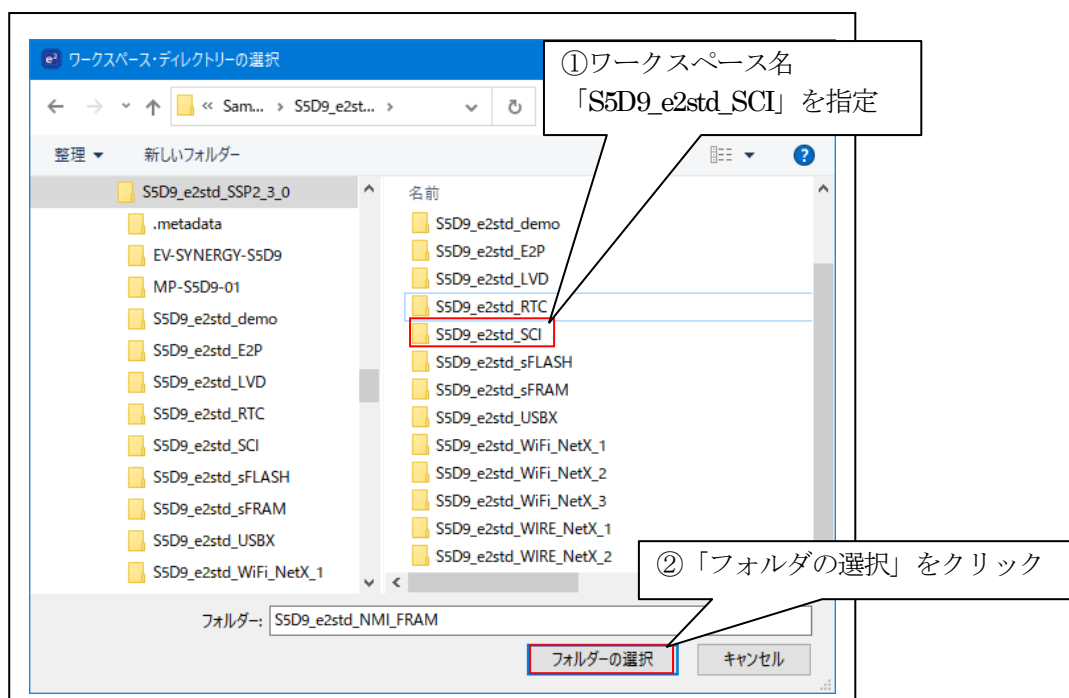 ワークスペース・ディレクトリーの選択
①ワークスペース名
「S5D9_e2std_SCI」を指定
« Sam... › S5D9_e2st... ›
整理 新しいフォルダー
S5D9_e2std_SSP2_3_0
.metadata
EV-SYNERGY-S5D9
MP-S5D9-01
S5D9_e2std_demo
S5D9_e2std_E2P
S5D9_e2std_LVD
S5D9_e2std_RTC
S5D9_e2std_SCI
S5D9_e2std_sFLASH
S5D9_e2std_sFRAM
S5D9_e2std_USBX
S5D9_e2std_WiFi_NetX_1
名前
S5D9_e2std_demo
S5D9_e2std_E2P
S5D9_e2std_LVD
S5D9_e2std_RTC
S5D9_e2std_SCI
S5D9_e2std_sFLASH
S5D9_e2std_sFRAM
S5D9_e2std_USBX
S5D9_e2std_WiFi_NetX_1
S5D9_e2std_WiFi_NetX_2
S5D9_e2std_WiFi_NetX_3
S5D9_e2std_WIRE_NetX_1
S5D9_e2std_WIRE_NetX_2
②「フォルダの選択」をクリック
フォルダー: S5D9_e2std_NMI_FRAM
フォルダーの選択 キャンセル